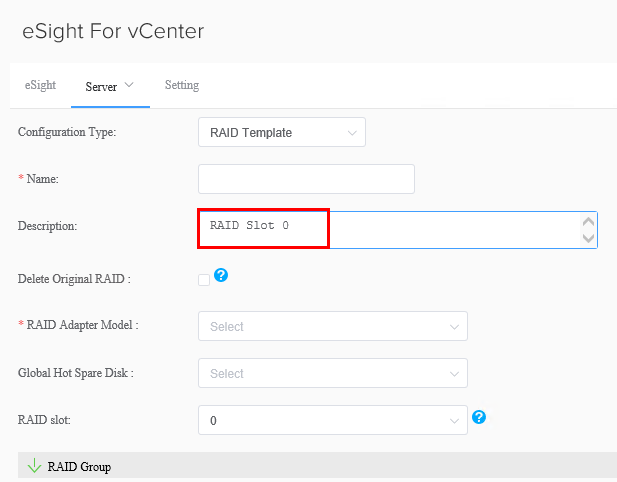 eSight For vCenter
eSight Server Setting
Configuration Type: RAID Template
* Name:
Description: RAID Slot 0
Delete Original RAID : ?
* RAID Adapter Model : Select
Global Hot Spare Disk : Select
RAID slot: 0 ?
RAID Group